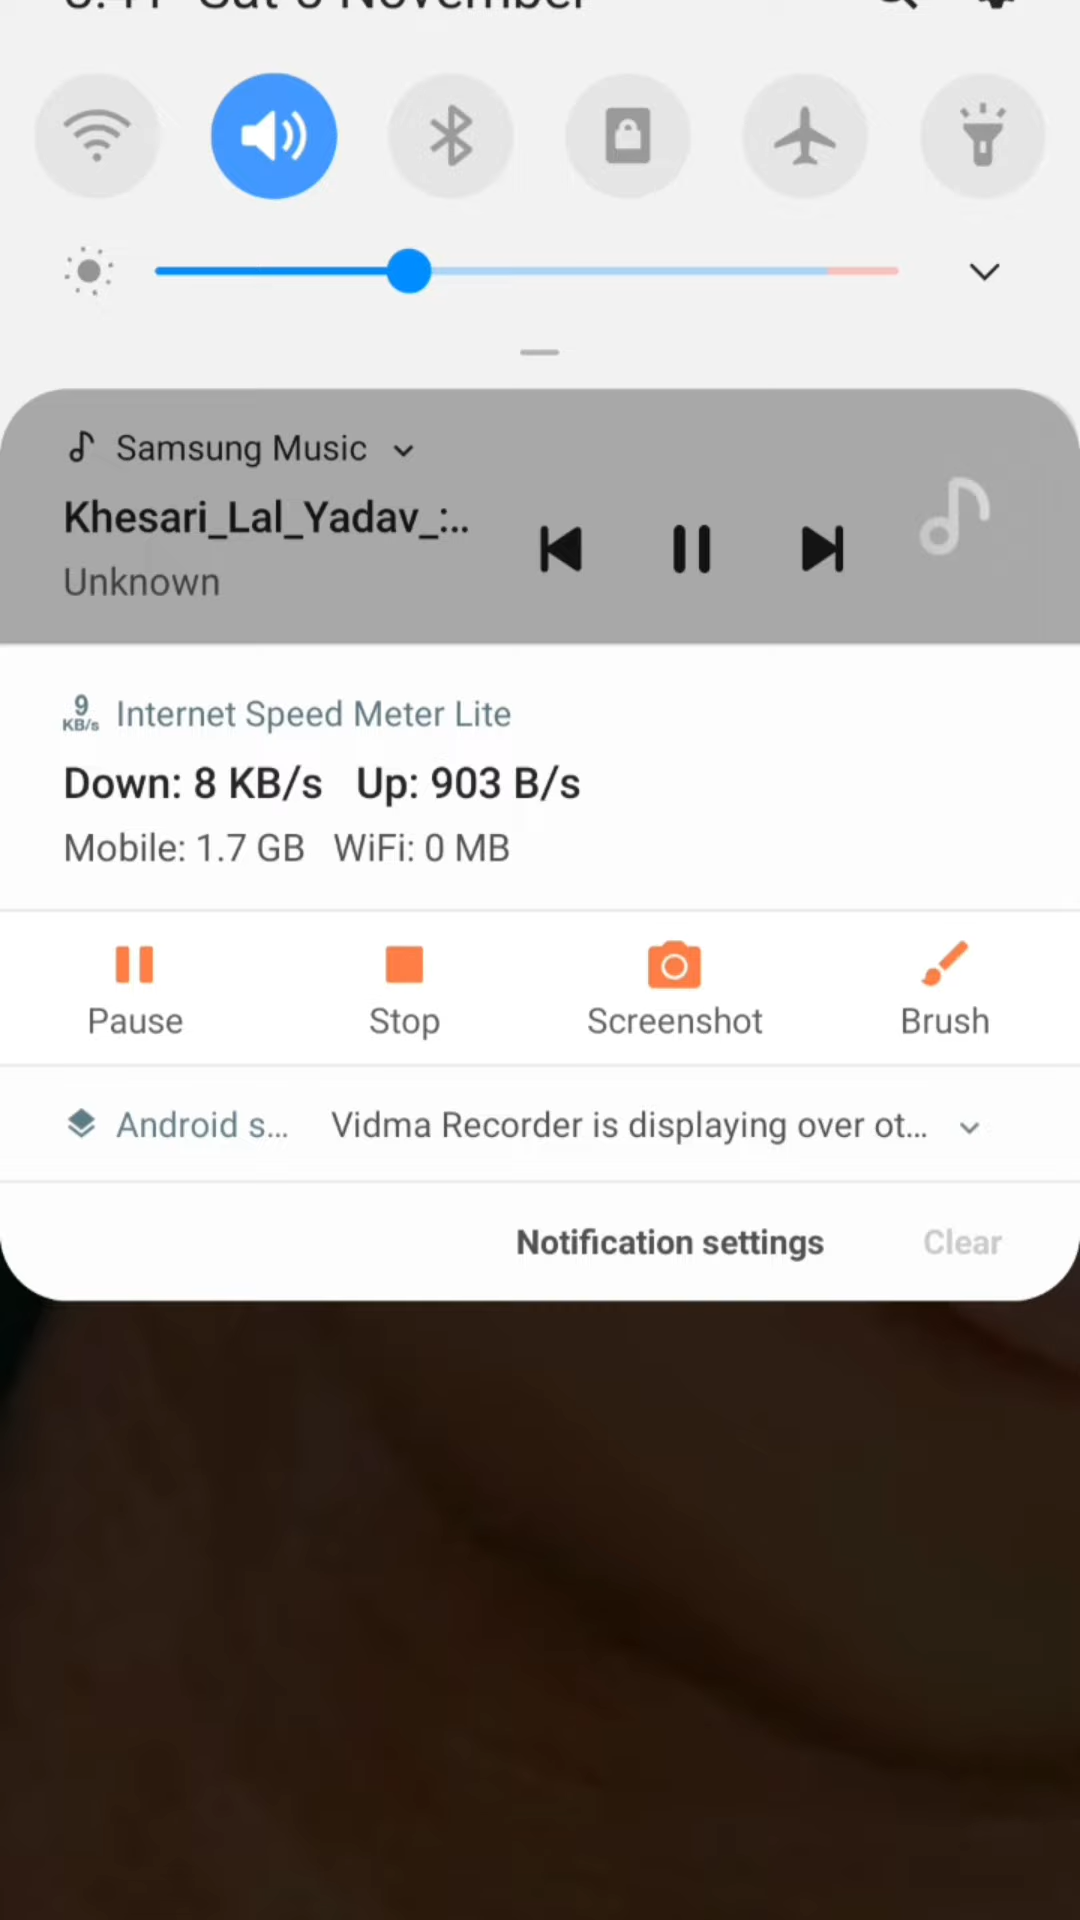 Samsung Music
Khesari_Lal_Yadav_:..
Unknown
9
KB/s
Internet Speed Meter Lite
Down: 8 KB/s Up: 903 B/s
Mobile: 1.7 GB WiFi: 0 MB
Pause Stop Screenshot Brush
Android s... Vidma Recorder is displaying over ot...
Notification settings Clear